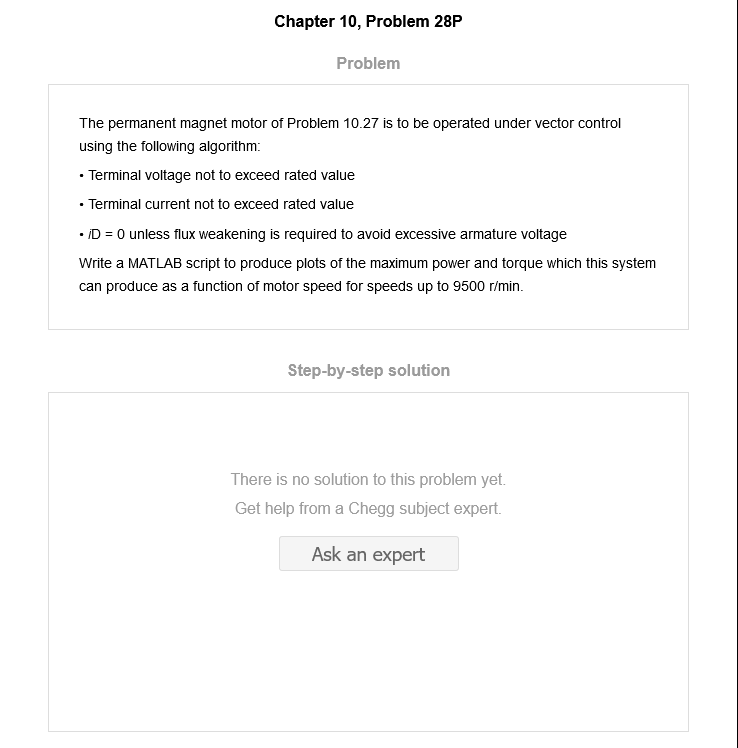 Chapter 10, Problem 28P
Problem
The permanent magnet motor of Problem 10.27 is to be operated under vector control
using the following algorithm:
• Terminal voltage not to exceed rated value
• Terminal current not to exceed rated value
• iD = 0 unless flux weakening is required to avoid excessive armature voltage
Write a MATLAB script to produce plots of the maximum power and torque which this system
can produce as a function of motor speed for speeds up to 9500 r/min.
Step-by-step solution
There is no solution to this problem yet.
Get help from a Chegg subject expert.
Ask an expert